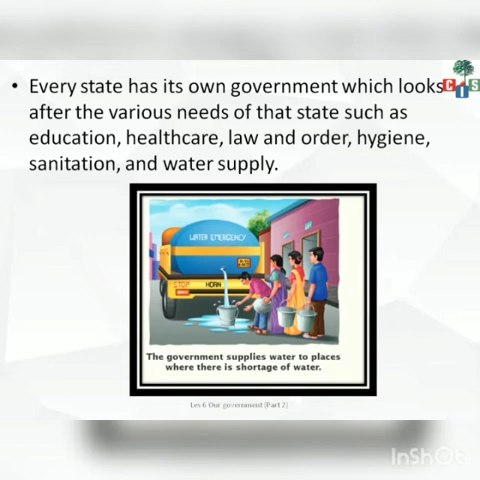 • Every state has its own government which looks
after the various needs of that state such as
education, healthcare, law and order, hygiene,
sanitation, and water supply.
CIS
WATER EMERGENCY
STOP HORN
The government supplies water to places
where there is shortage of water.
Les 6 Our government (Part 2)
InShOt